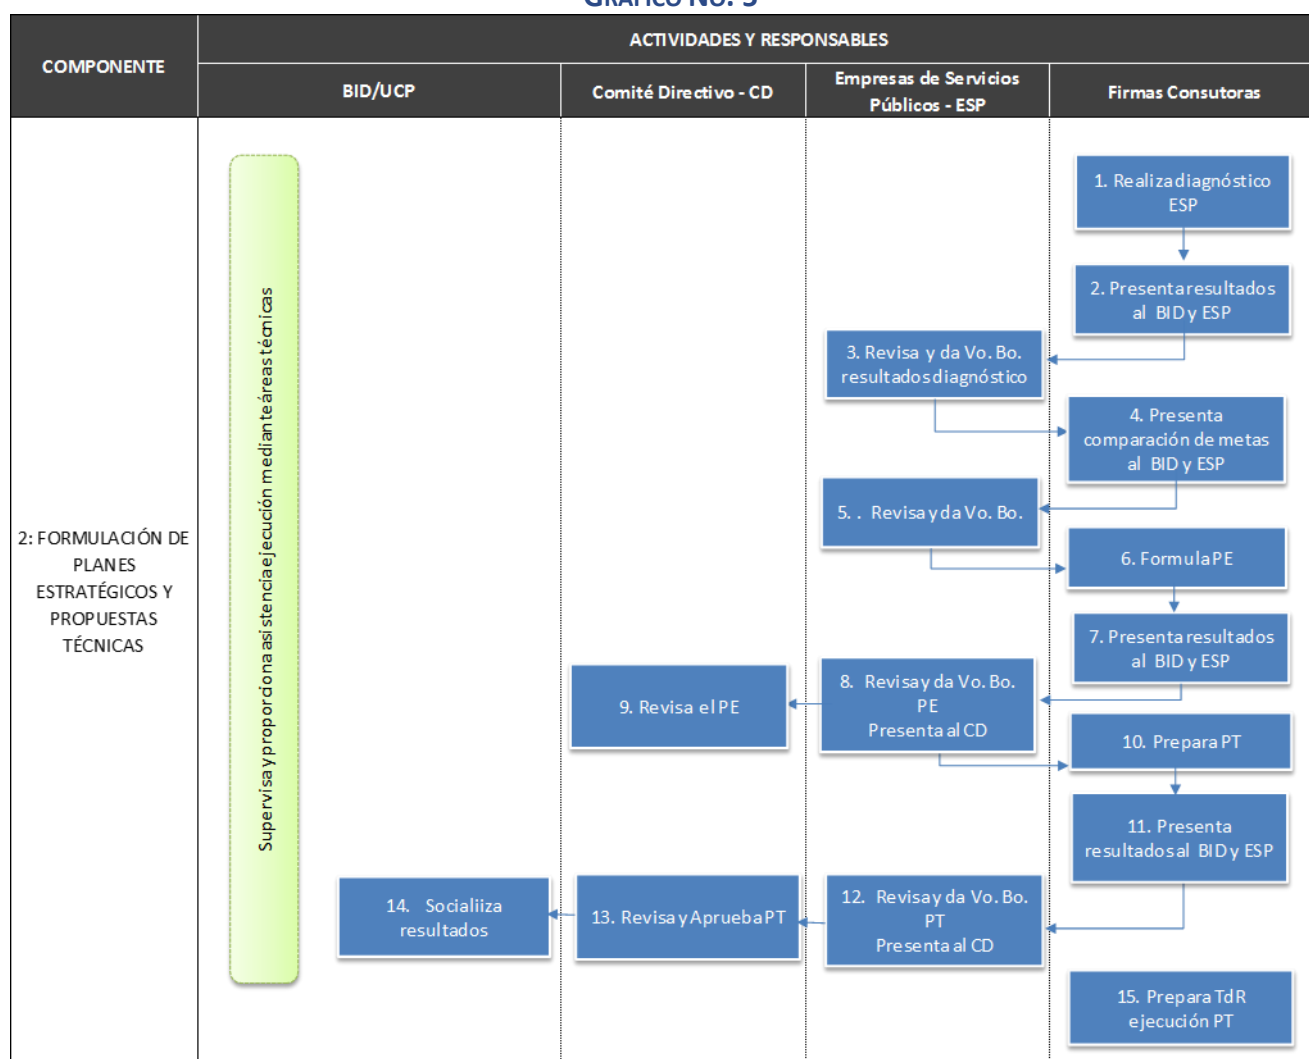 GRÁFICO NO. 3
COMPONENTE
ACTIVIDADES Y RESPONSABLES
BID/UCP
Comité Directivo - CD
Empresas de Servicios
Públicos - ESP
Firmas Consutoras
2: FORMULACIÓN DE
PLANES
ESTRATÉGICOS Y
PROPUESTAS
TÉCNICAS
Supervisa y proporciona asistencia ejecución mediante áreas técnicas
1. Realiza diagnóstico
ESP
2. Presenta resultados
al BID y ESP
3. Revisa y da Vo. Bo.
resultados diagnóstico
4. Presenta
comparación de metas
al BID y ESP
5. . Revisa y da Vo. Bo.
6. Formula PE
7. Presenta resultados
al BID y ESP
8. Revisa y da Vo. Bo.
PE
Presenta al CD
9. Revisa el PE
10. Prepara PT
11. Presenta
resultados al BID y ESP
12. Revisa y da Vo. Bo.
PT
Presenta al CD
13. Revisa y Aprueba PT
14. Socialiiza
resultados
15. Prepara TdR
ejecución PT